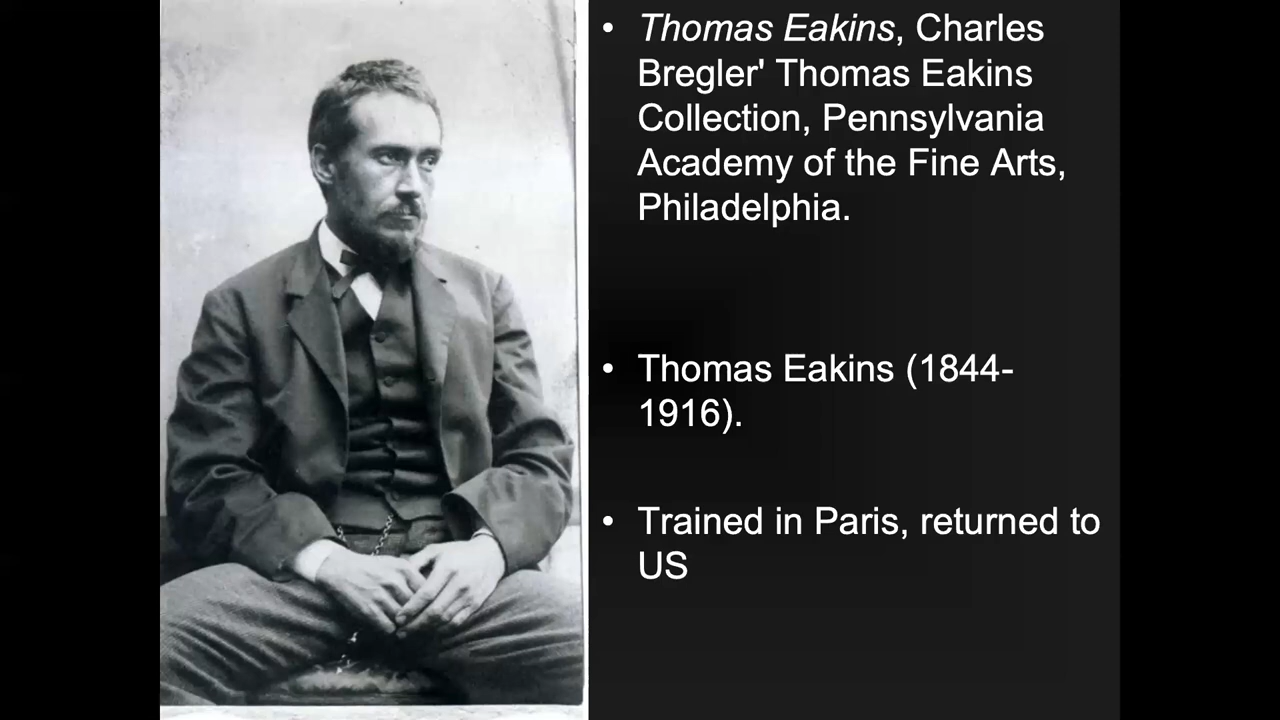 • Thomas Eakins, Charles
Bregler' Thomas Eakins
Collection, Pennsylvania
Academy of the Fine Arts,
Philadelphia.
• Thomas Eakins (1844-
1916).
• Trained in Paris, returned to
US